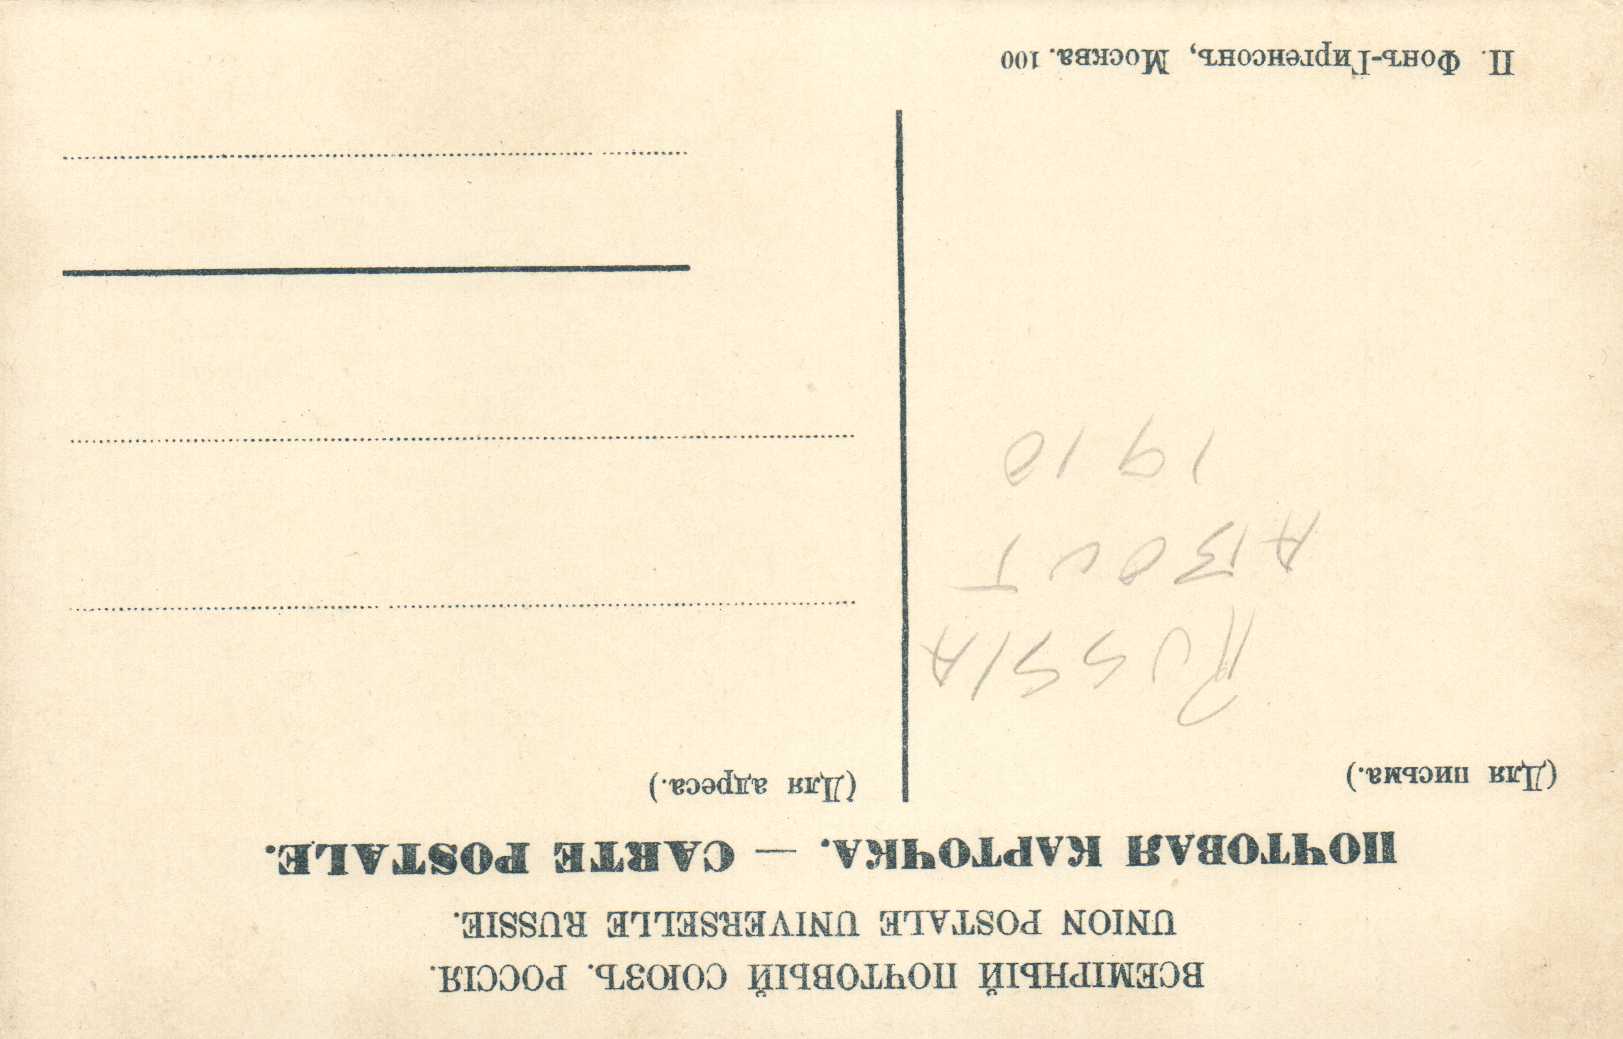 ВСЕМІРНЫЙ ПОЧТОВЫЙ СОЮЗЪ. РОССІЯ.
UNION POSTALE UNIVERSELLE RUSSIE.
ПОЧТОВАЯ КАРТОЧКА. — CARTE POSTALE.
(Для письма.)
(Для адреса.)
RUSSIA
ABOUT
1910
П. Фонъ-Гиргенсонъ, Москва. 100